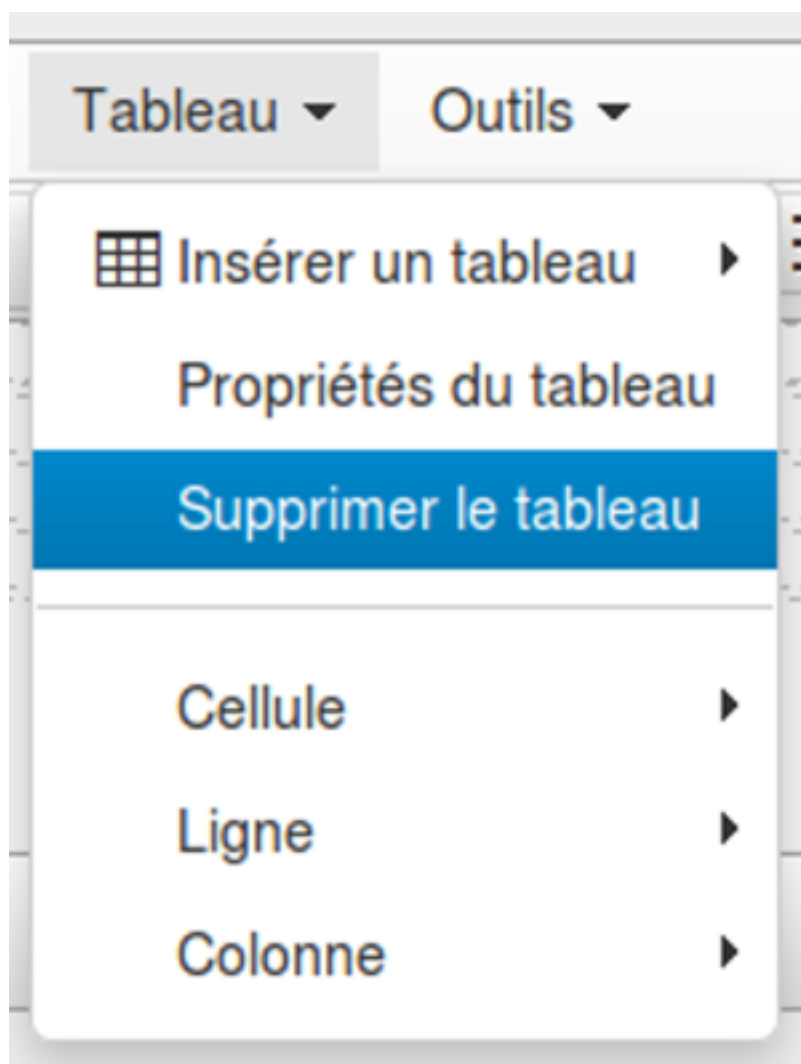 Tableau Outils
Insérer un tableau
Propriétés du tableau
Supprimer le tableau
Cellule
Ligne
Colonne